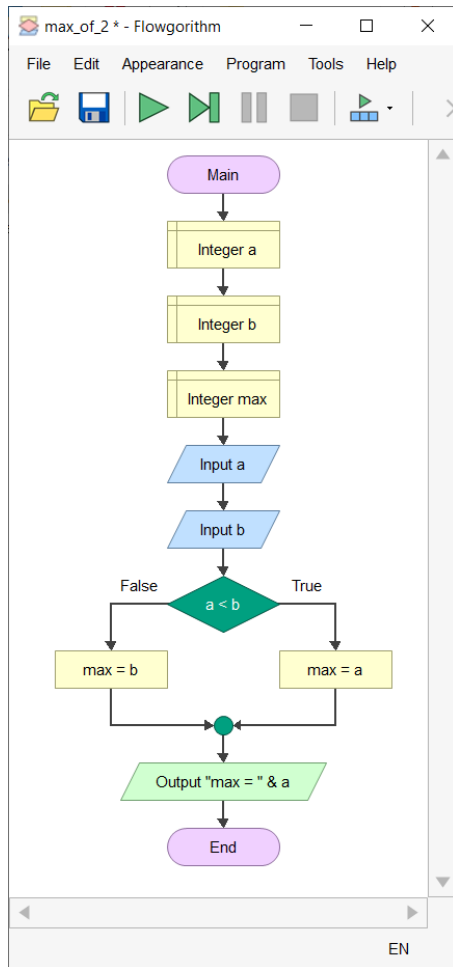 max_of_2 * - Flowgorithm
File Edit Appearance Program Tools Help
Main
Integer a
Integer b
Integer max
Input a
Input b
False True
a < b
max = b max = a
Output "max = " & a
End
EN